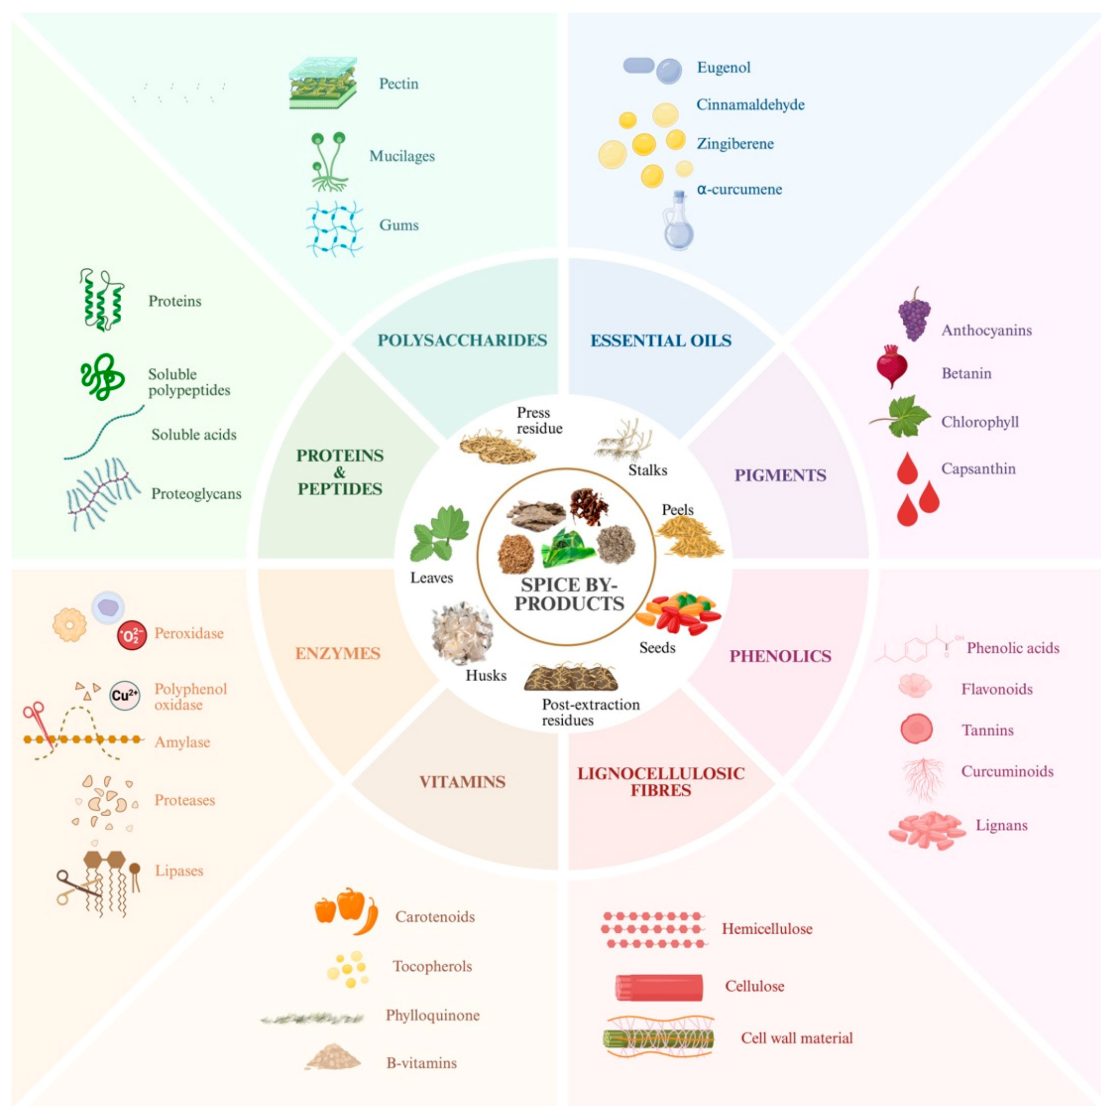 Pectin
Mucilages
Gums
POLYSACCHARIDES
Eugenol
Cinnamaldehyde
Zingiberene
α-curcumene
ESSENTIAL OILS
Anthocyanins
Betanin
Chlorophyll
Capsanthin
PIGMENTS
Phenolic acids
OH
O
Flavonoids
Tannins
Curcuminoids
Lignans
PHENOLICS
LIGNOCELLULOSIC
FIBRES
Hemicellulose
Cellulose
Cell wall material
VITAMINS
Carotenoids
Tocopherols
Phylloquinone
B-vitamins
ENZYMES
Peroxidase
•O₂²⁻
Polyphenol
oxidase
Cu²⁺
Amylase
Proteases
Lipases
PROTEINS
&
PEPTIDES
Proteins
Soluble
polypeptides
Soluble acids
Proteoglycans
Press
residue
Stalks
Peels
Seeds
Post-extraction
residues
Husks
Leaves
SPICE BY-
PRODUCTS